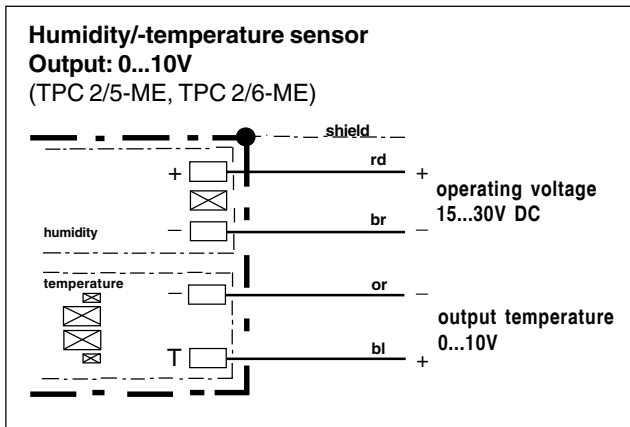 Humidity/-temperature sensor
Output: 0...10V
(TPC 2/5-ME, TPC 2/6-ME)
shield
rd
+ +
operating voltage
15...30V DC
br
humidity – –
temperature
or
– –
output temperature
0...10V
bl
T +